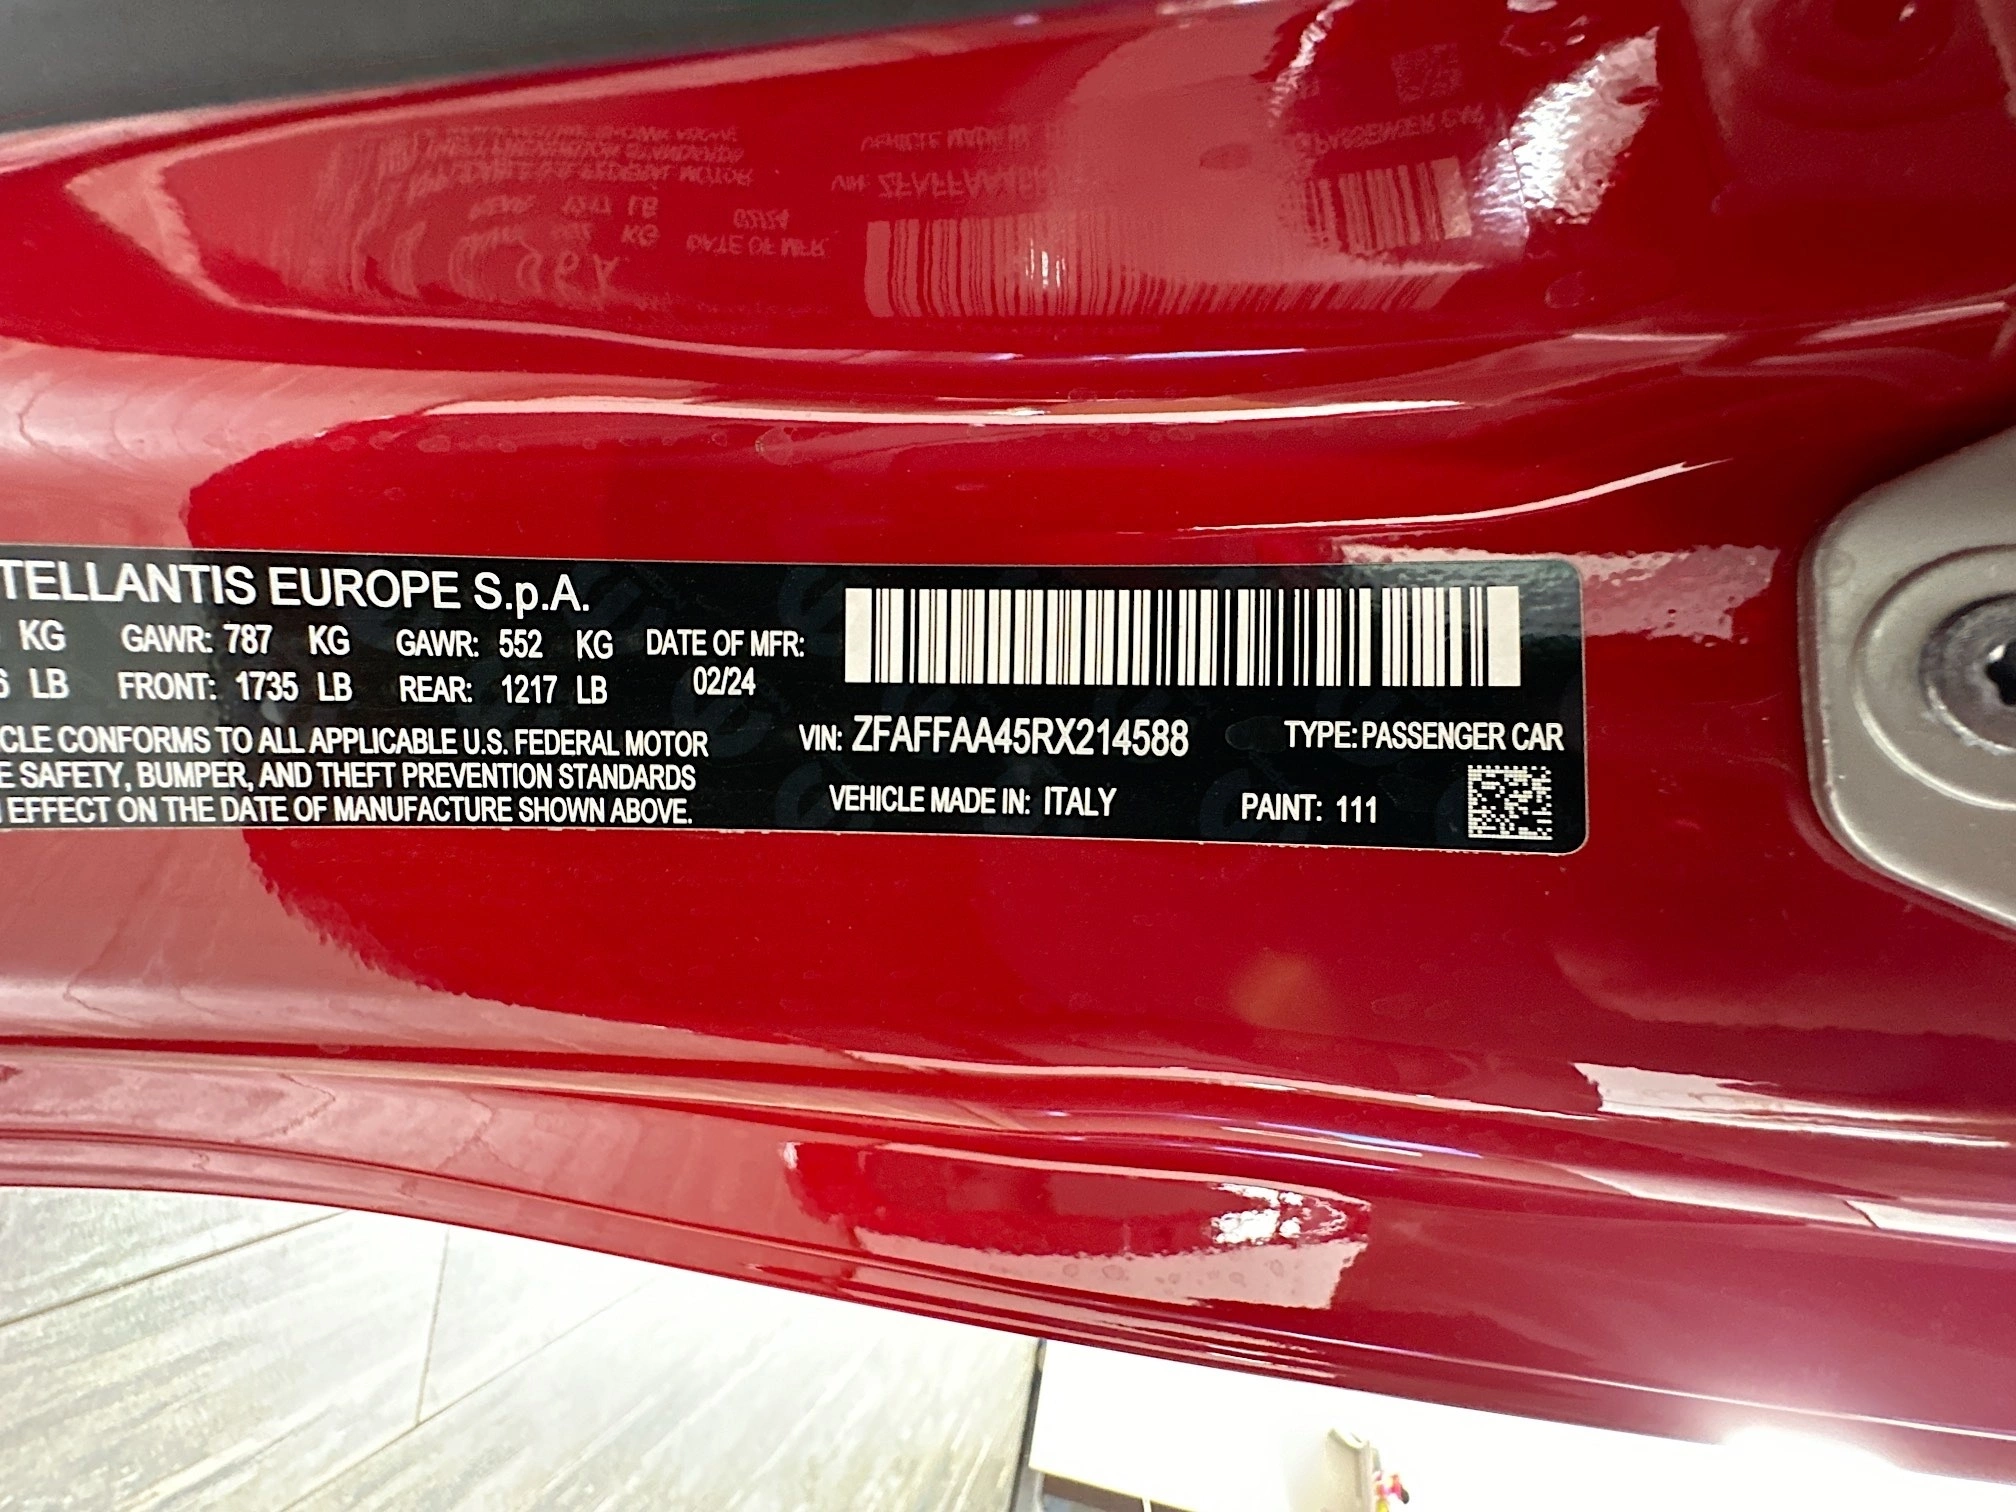 TELLANTIS EUROPE S.p.A.
KG GAWR: 787 KG GAWR: 552 KG DATE OF MFR:
6 LB FRONT: 1735 LB REAR: 1217 LB 02/24
CLE CONFORMS TO ALL APPLICABLE U.S. FEDERAL MOTOR
E SAFETY, BUMPER, AND THEFT PREVENTION STANDARDS
EFFECT ON THE DATE OF MANUFACTURE SHOWN ABOVE.
VIN: ZFAFFAA45RX214588 TYPE: PASSENGER CAR
VEHICLE MADE IN: ITALY PAINT: 111